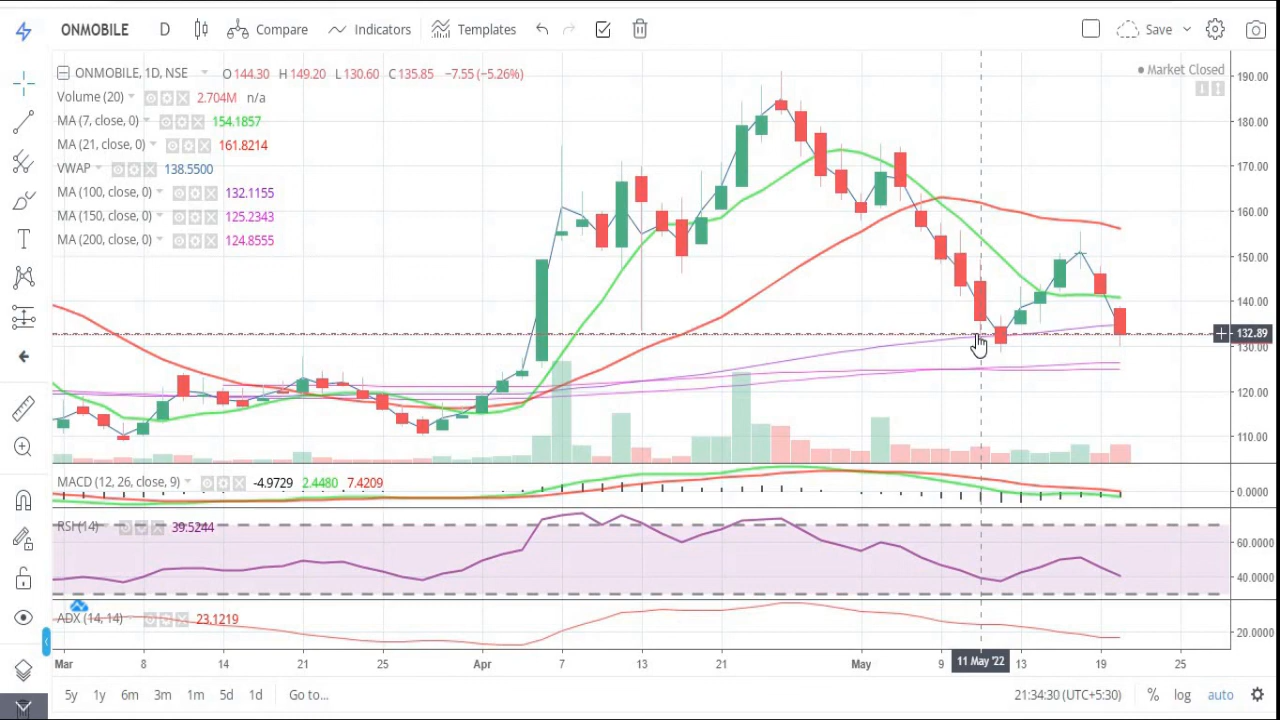 ONMOBILE D Compare Indicators Templates Save
ONMOBILE, 1D, NSE O 144.30 H 149.20 L 130.60 C 135.85 −7.55 (−5.26%)
Market Closed
Volume (20) 2.704M n/a
MA (7, close, 0) 154.1857
MA (21, close, 0) 161.8214
VWAP 138.5500
MA (100, close, 0) 132.1155
MA (150, close, 0) 125.2343
MA (200, close, 0) 124.8555
190.00
180.00
170.00
160.00
150.00
140.00
132.89
130.00
120.00
110.00
MACD (12, 26, close, 9) -4.9729 2.4480 7.4209
0.0000
RSI (14) 39.5244
60.0000
40.0000
ADX (14, 14) 23.1219
20.0000
Mar 8 14 21 25 Apr 7 13 21 May 9 11 May '22 13 19 25
5y 1y 6m 3m 1m 5d 1d Go to... 21:34:30 (UTC+5:30) % log auto